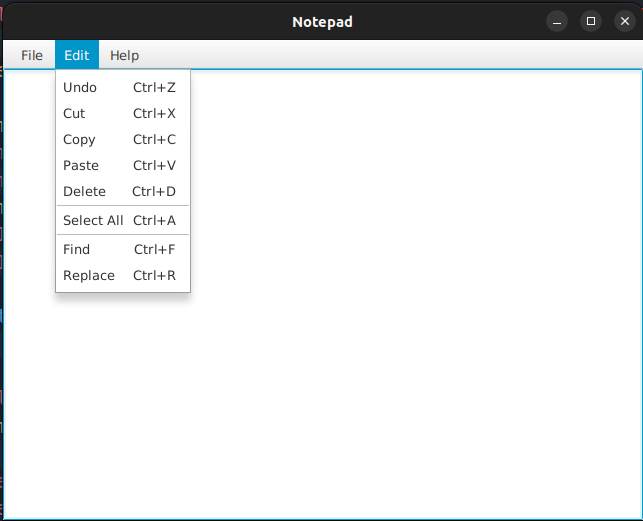 Notepad
File Edit Help
Undo Ctrl+Z
Cut Ctrl+X
Copy Ctrl+C
Paste Ctrl+V
Delete Ctrl+D
Select All Ctrl+A
Find Ctrl+F
Replace Ctrl+R